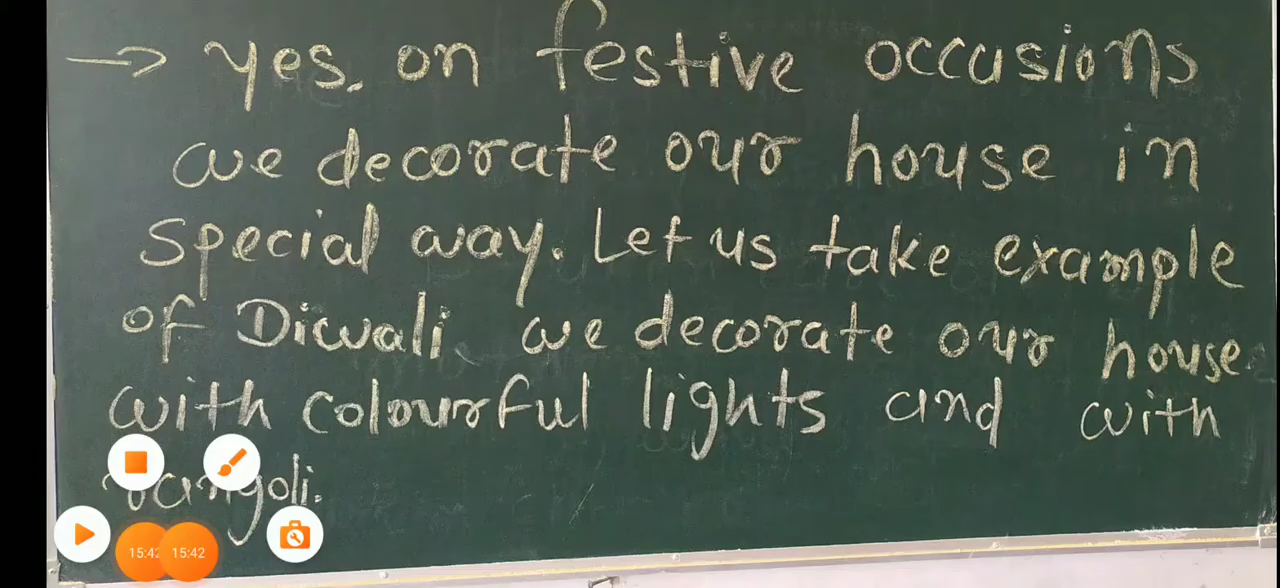 → yes. on festive occusions
we decorate our house in
special way. Let us take example
of Diwali. we decorate our house
with colourful lights and with
rangoli.
15:42 15:42